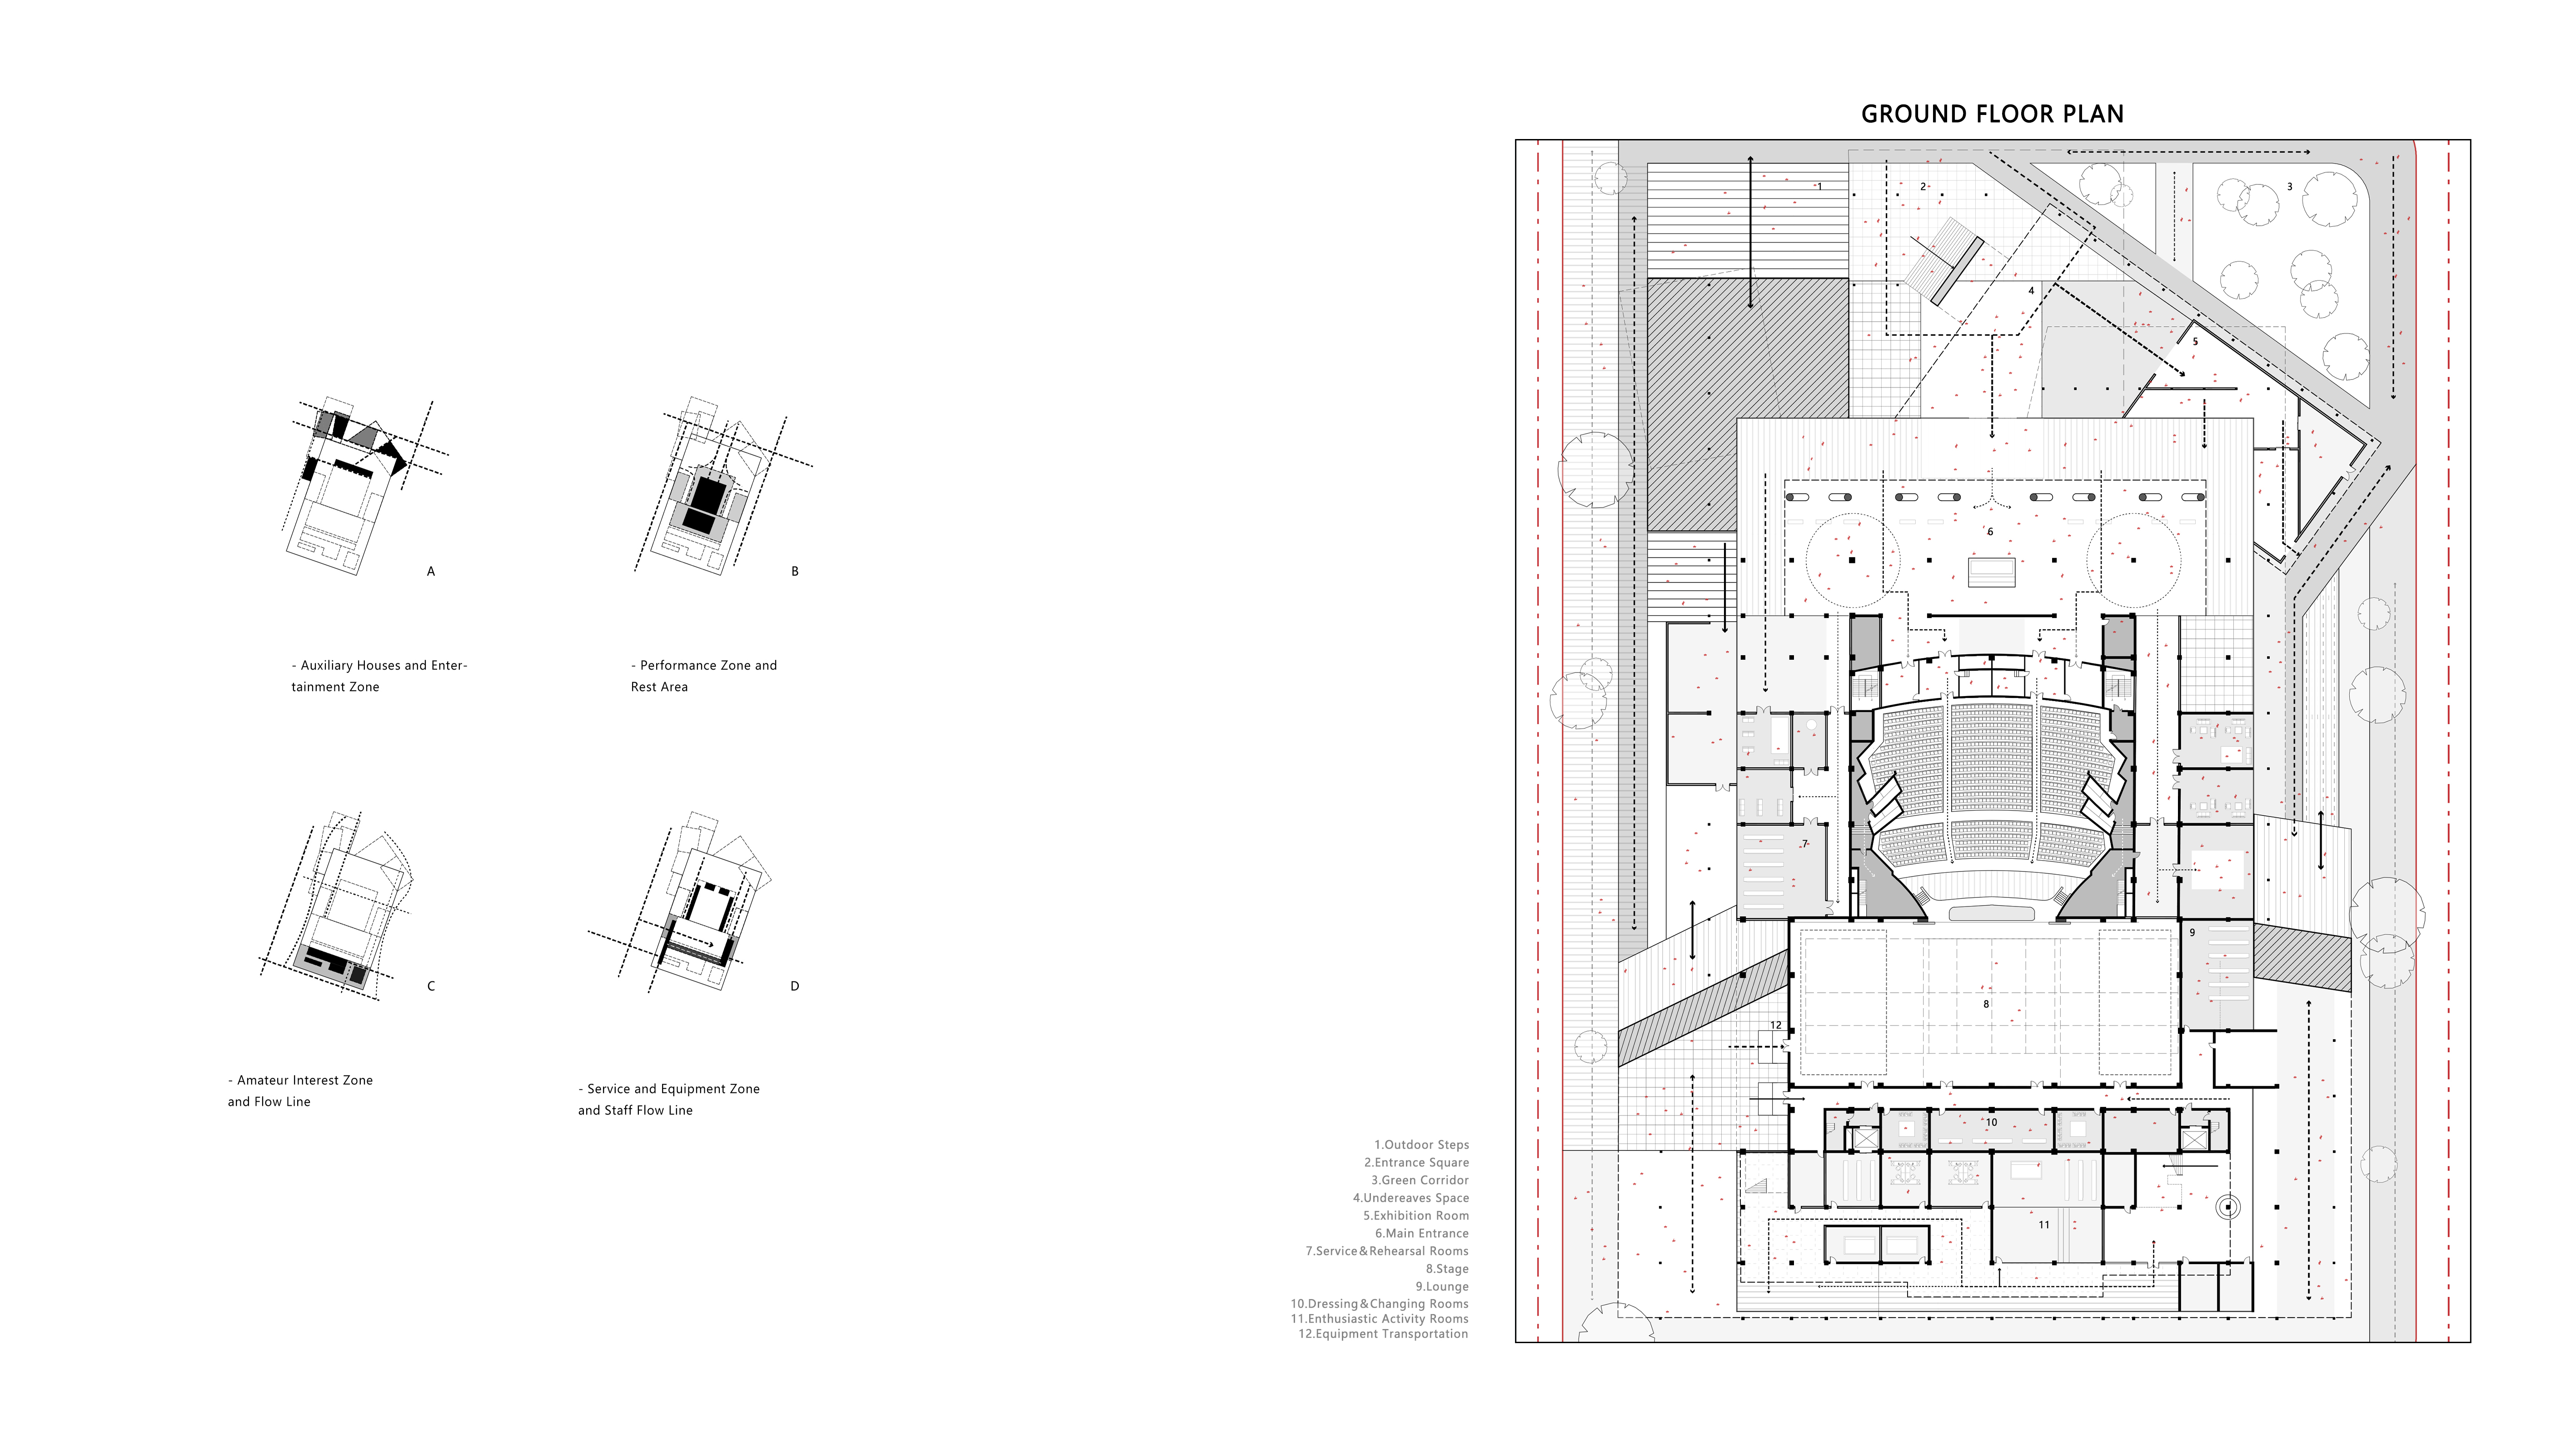 GROUND FLOOR PLAN
A
- Auxiliary Houses and Enter-
tainment Zone
B
- Performance Zone and
Rest Area
C
- Amateur Interest Zone
and Flow Line
D
- Service and Equipment Zone
and Staff Flow Line
1.Outdoor Steps
2.Entrance Square
3.Green Corridor
4.Undereaves Space
5.Exhibition Room
6.Main Entrance
7.Service&Rehearsal Rooms
8.Stage
9.Lounge
10.Dressing&Changing Rooms
11.Enthusiastic Activity Rooms
12.Equipment Transportation
1
2
3
4
5
6
7
9
8
12
10
11